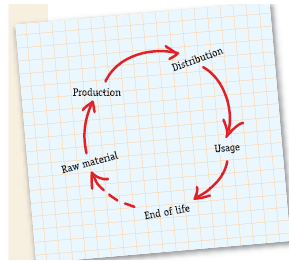 Production
Distribution
Usage
End of life
Raw material